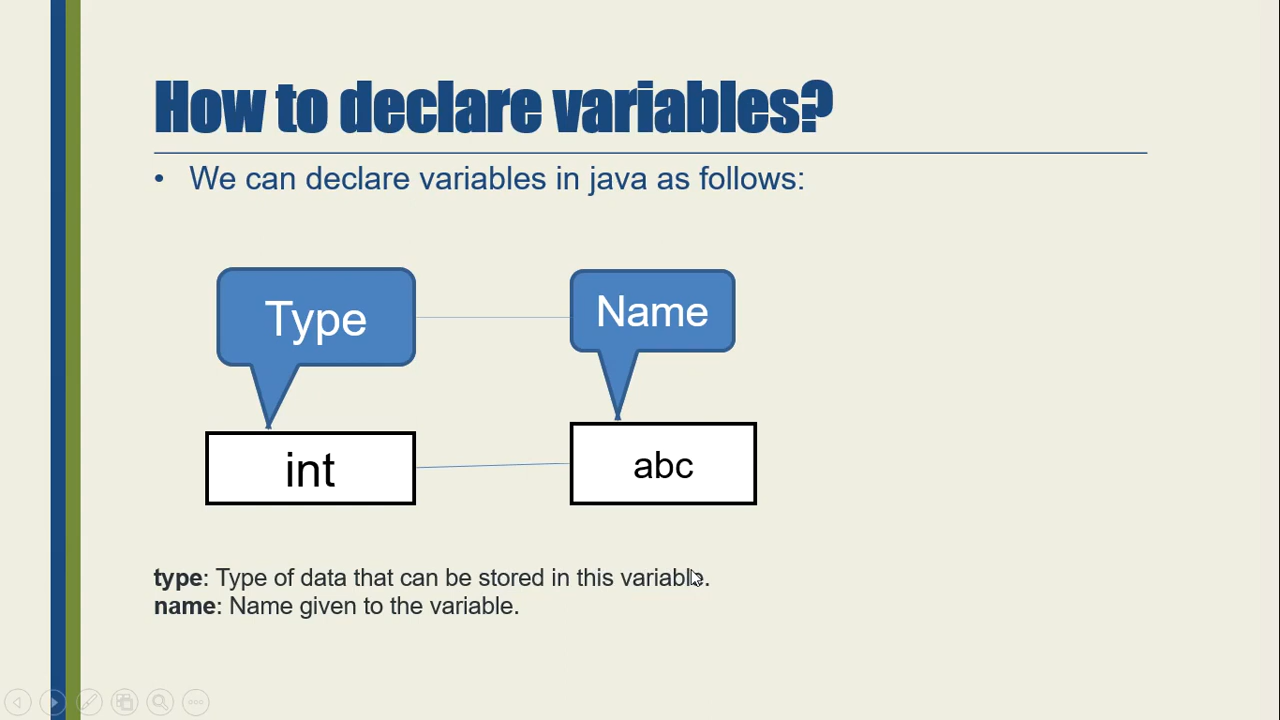 How to declare variables?
• We can declare variables in java as follows:
Type
Name
int
abc
type: Type of data that can be stored in this variable.
name: Name given to the variable.